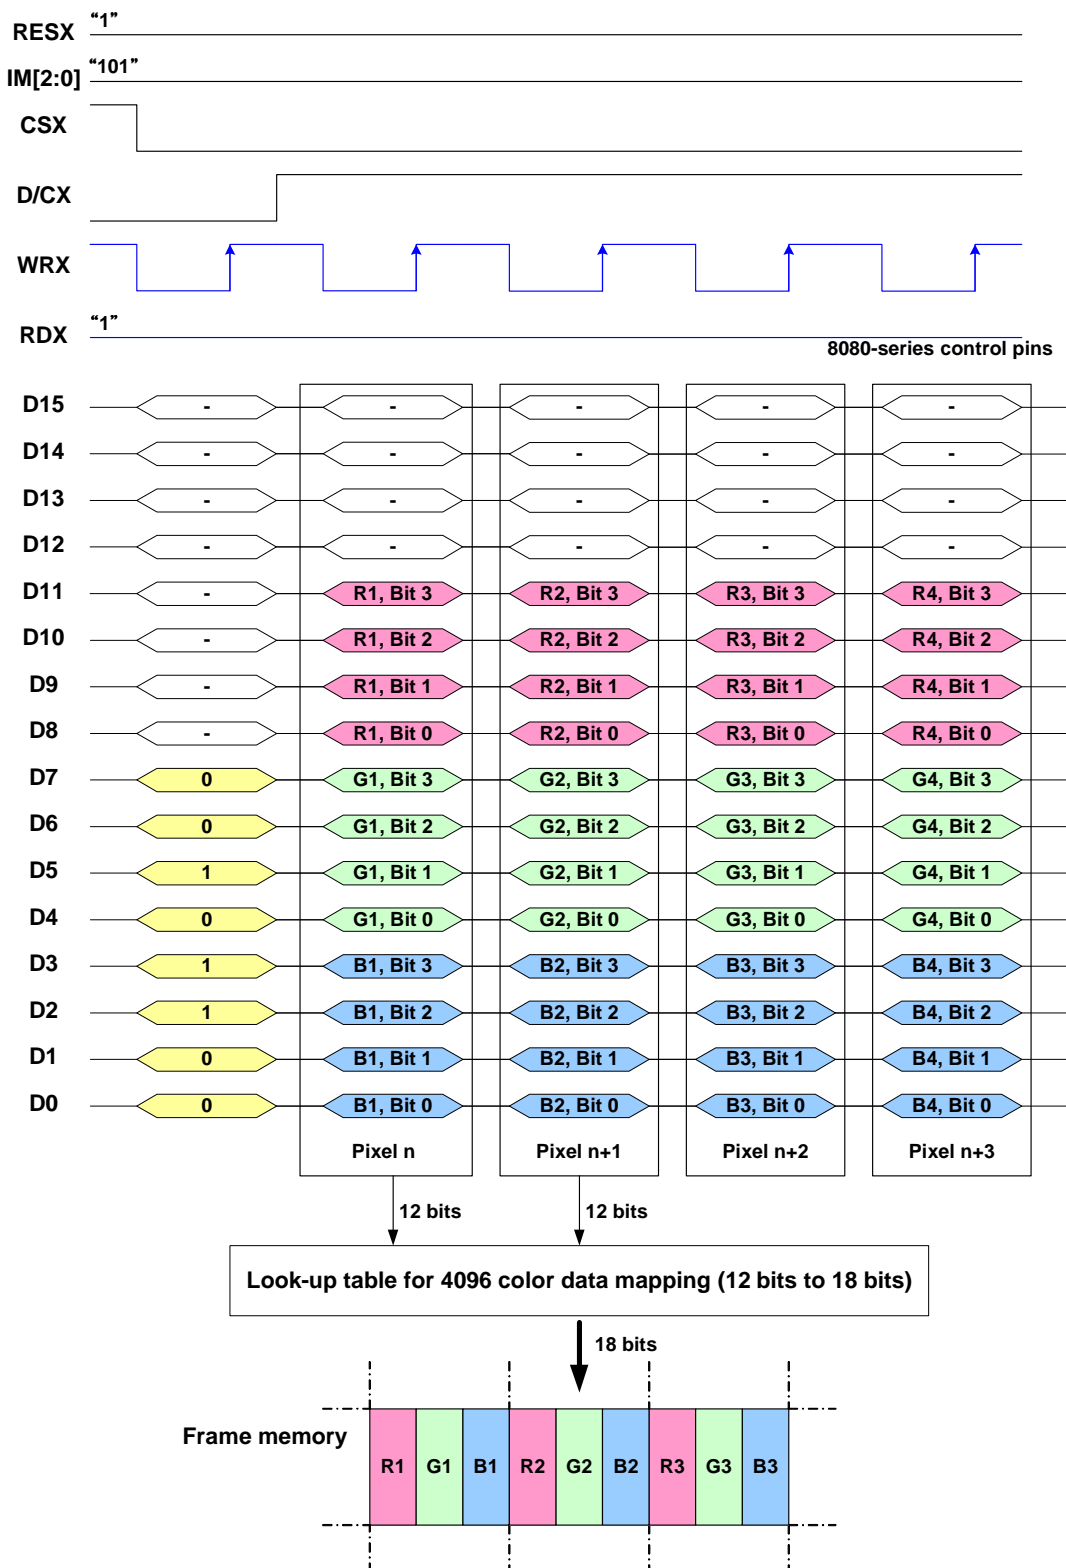 RESX “1”
IM[2:0] “101”
CSX
D/CX
WRX
RDX “1”
8080-series control pins
D15 - - - - -
D14 - - - - -
D13 - - - - -
D12 - - - - -
D11 - R1, Bit 3 R2, Bit 3 R3, Bit 3 R4, Bit 3
D10 - R1, Bit 2 R2, Bit 2 R3, Bit 2 R4, Bit 2
D9 - R1, Bit 1 R2, Bit 1 R3, Bit 1 R4, Bit 1
D8 - R1, Bit 0 R2, Bit 0 R3, Bit 0 R4, Bit 0
D7 0 G1, Bit 3 G2, Bit 3 G3, Bit 3 G4, Bit 3
D6 0 G1, Bit 2 G2, Bit 2 G3, Bit 2 G4, Bit 2
D5 1 G1, Bit 1 G2, Bit 1 G3, Bit 1 G4, Bit 1
D4 0 G1, Bit 0 G2, Bit 0 G3, Bit 0 G4, Bit 0
D3 1 B1, Bit 3 B2, Bit 3 B3, Bit 3 B4, Bit 3
D2 1 B1, Bit 2 B2, Bit 2 B3, Bit 2 B4, Bit 2
D1 0 B1, Bit 1 B2, Bit 1 B3, Bit 1 B4, Bit 1
D0 0 B1, Bit 0 B2, Bit 0 B3, Bit 0 B4, Bit 0
Pixel n Pixel n+1 Pixel n+2 Pixel n+3
12 bits 12 bits
Look-up table for 4096 color data mapping (12 bits to 18 bits)
18 bits
Frame memory
R1 G1 B1 R2 G2 B2 R3 G3 B3